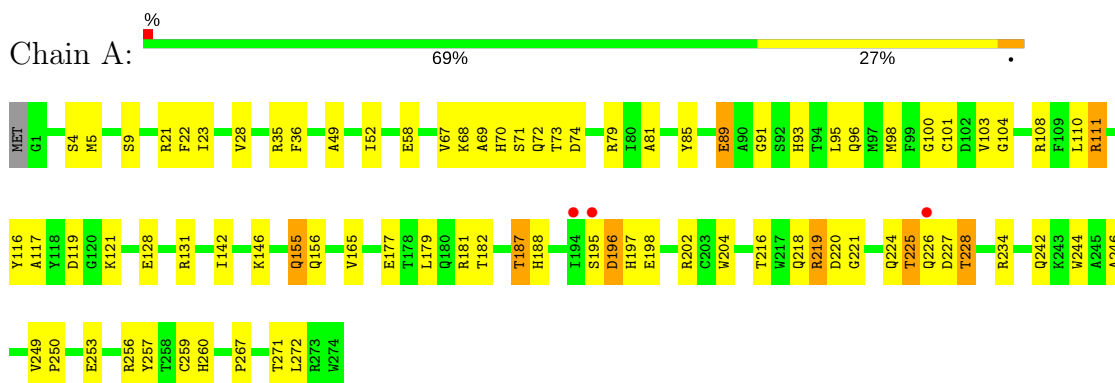 %
Chain A:
69% 27% •
MET G1 S4 M5 S9 R21 F22 I23 V28 R35 F36 A49 I52 E58 V67 K68 A69 H70 S71 Q72 T73 D74 R79 I80 A81 Y85 E89 A90 G91 S92 H93 T94 L95 Q96 M97 M98 F99 G100 C101 D102 V103 G104 R108 F109 L110 R111
Y116 A117 Y118 D119 G120 K121 E128 R131 I142 K146 Q155 Q156 V165 E177 T178 L179 Q180 R181 T182 T187 H188 I194 S195 D196 H197 E198 R202 C203 W204 T216 W217 Q218 R219 D220 G221 Q224 T225 Q226 D227 T228 R234 Q242 K243 W244 A245 A246
V249 P250 E253 R256 Y257 T258 C259 H260 P267 T271 L272 R273 W274